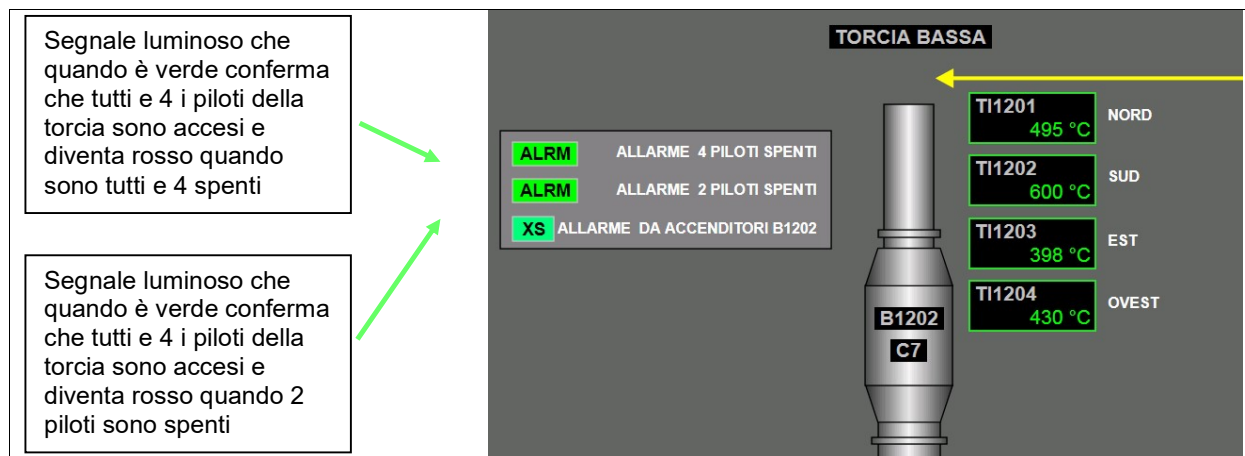 Segnale luminoso che
quando è verde conferma
che tutti e 4 i piloti della
torcia sono accesi e
diventa rosso quando
sono tutti e 4 spenti
Segnale luminoso che
quando è verde conferma
che tutti e 4 i piloti della
torcia sono accesi e
diventa rosso quando 2
piloti sono spenti
TORCIA BASSA
ALRM ALLARME 4 PILOTI SPENTI
ALRM ALLARME 2 PILOTI SPENTI
XS ALLARME DA ACCENDITORI B1202
TI1201
495 °C NORD
TI1202
600 °C SUD
TI1203
398 °C EST
TI1204
430 °C OVEST
B1202
C7